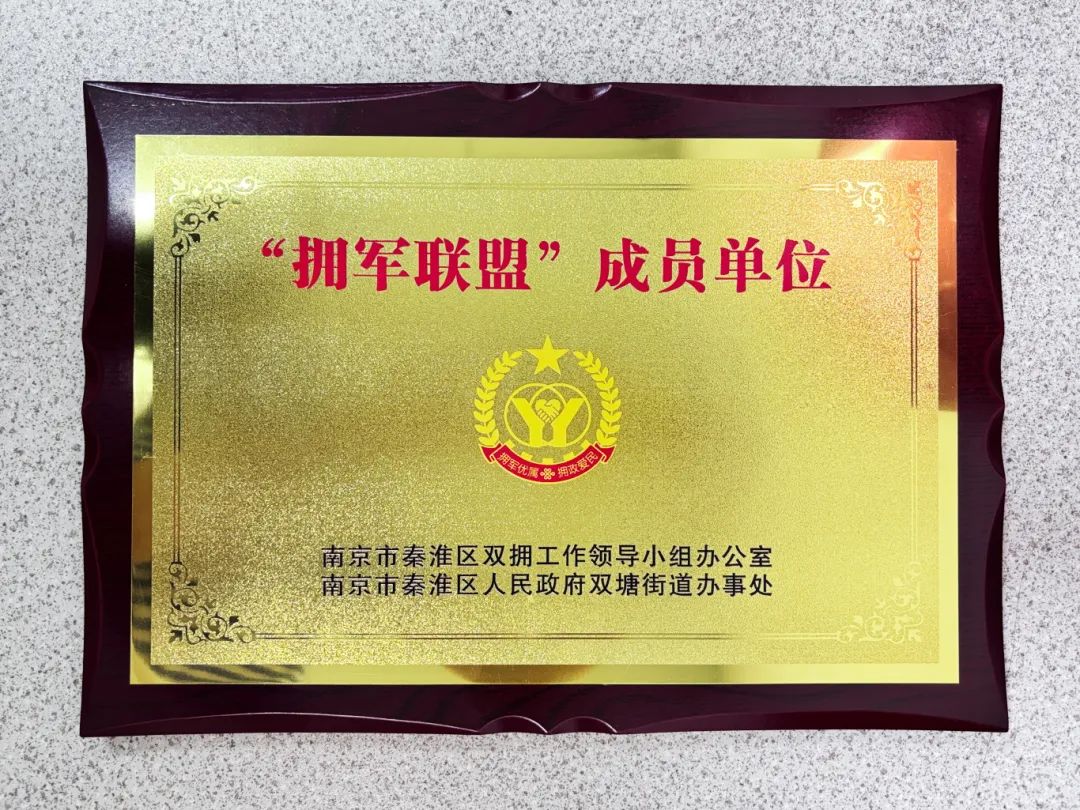 “拥军联盟”成员单位
拥军优属 拥政爱民
南京市秦淮区双拥工作领导小组办公室
南京市秦淮区人民政府双塘街道办事处